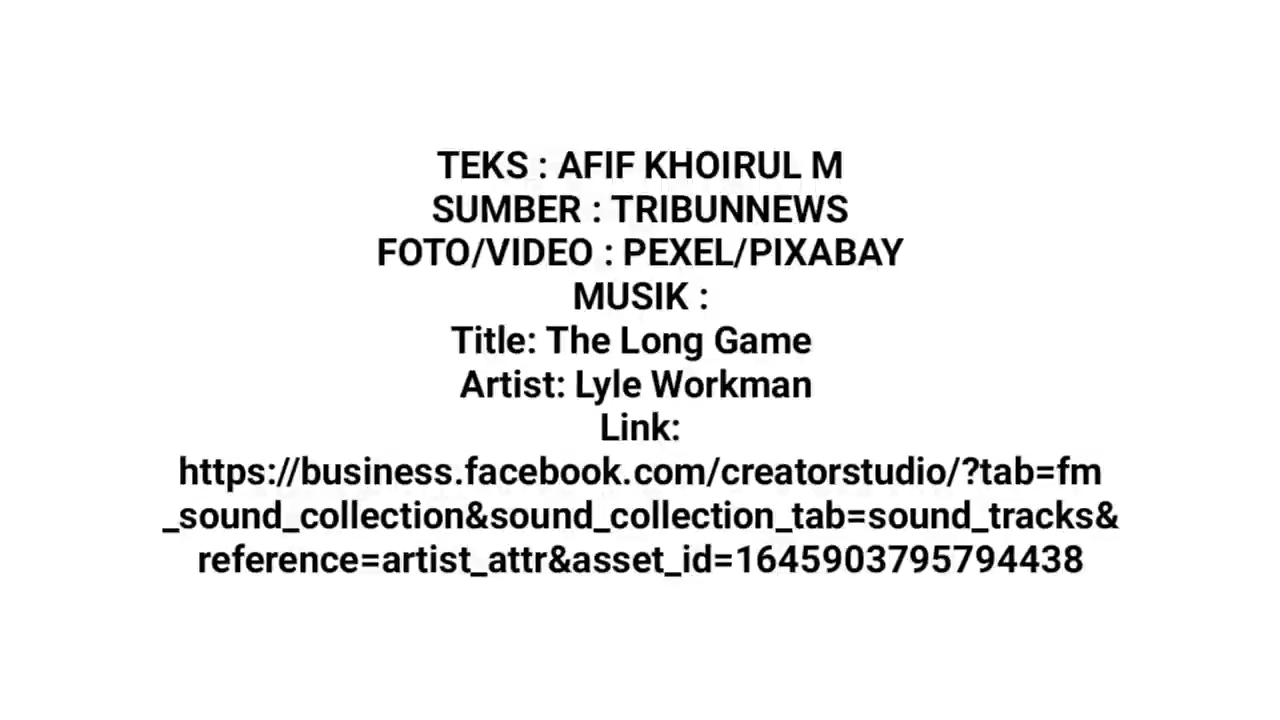 TEKS : AFIF KHOIRUL M
SUMBER : TRIBUNNEWS
FOTO/VIDEO : PEXEL/PIXABAY
MUSIK :
Title: The Long Game
Artist: Lyle Workman
Link:
https://business.facebook.com/creatorstudio/?tab=fm
_sound_collection&sound_collection_tab=sound_tracks&
reference=artist_attr&asset_id=1645903795794438